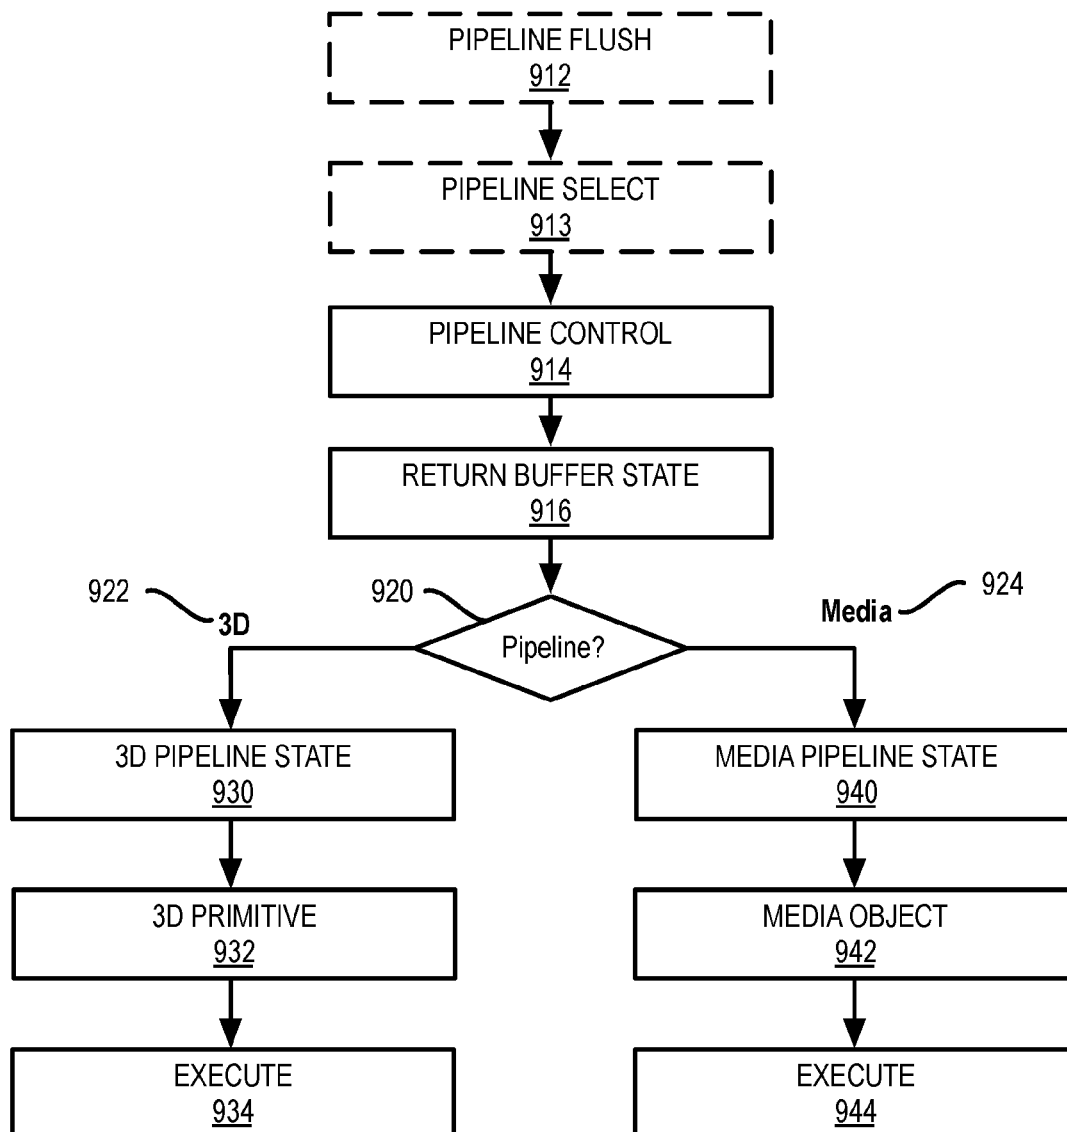 PIPELINE FLUSH
912
PIPELINE SELECT
913
PIPELINE CONTROL
914
RETURN BUFFER STATE
916
922
3D
920
Pipeline?
Media
924
3D PIPELINE STATE
930
MEDIA PIPELINE STATE
940
3D PRIMITIVE
932
MEDIA OBJECT
942
EXECUTE
934
EXECUTE
944